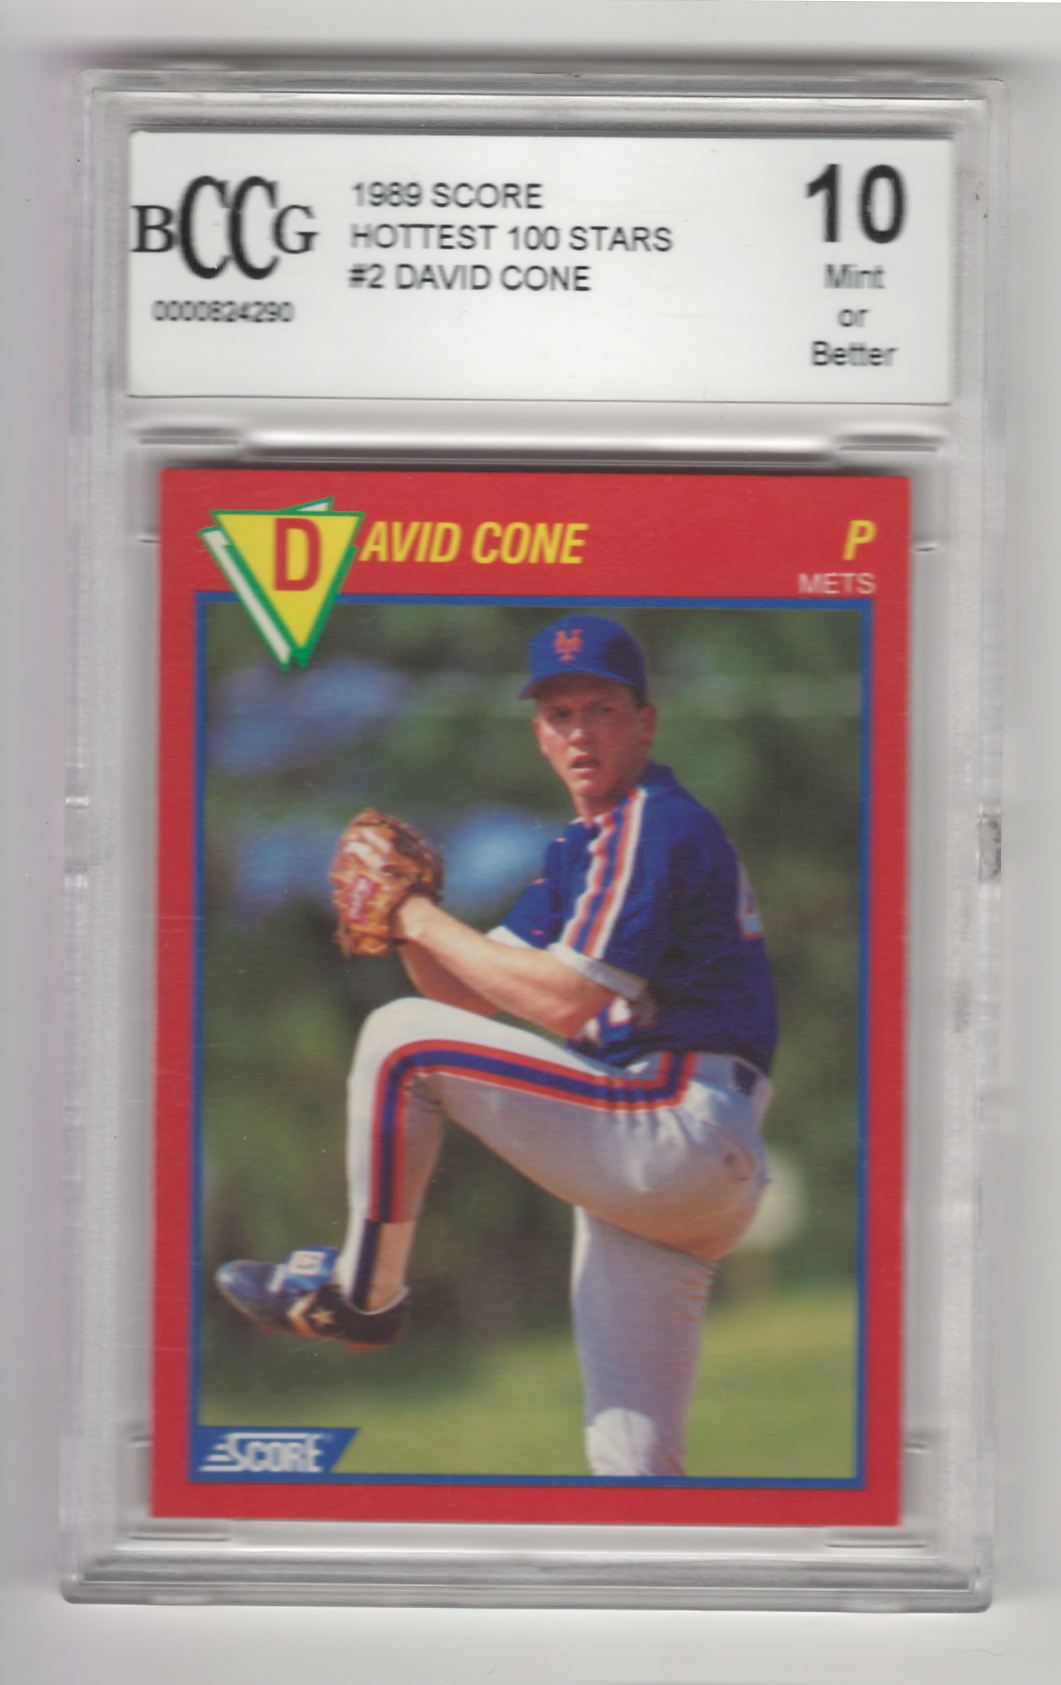 BCCG
0000824290
1989 SCORE
HOTTEST 100 STARS
#2 DAVID CONE
10
Mint
or
Better
DAVID CONE
P
METS
SCORE